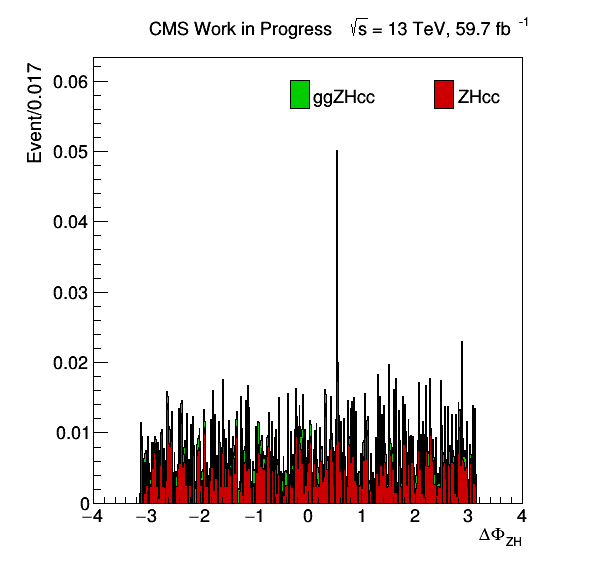 CMS Work in Progress √s = 13 TeV, 59.7 fb⁻¹
Event/0.017
ggZHcc ZHcc
0.06
0.05
0.04
0.03
0.02
0.01
0
−4 −3 −2 −1 0 1 2 3 4
ΔΦZH